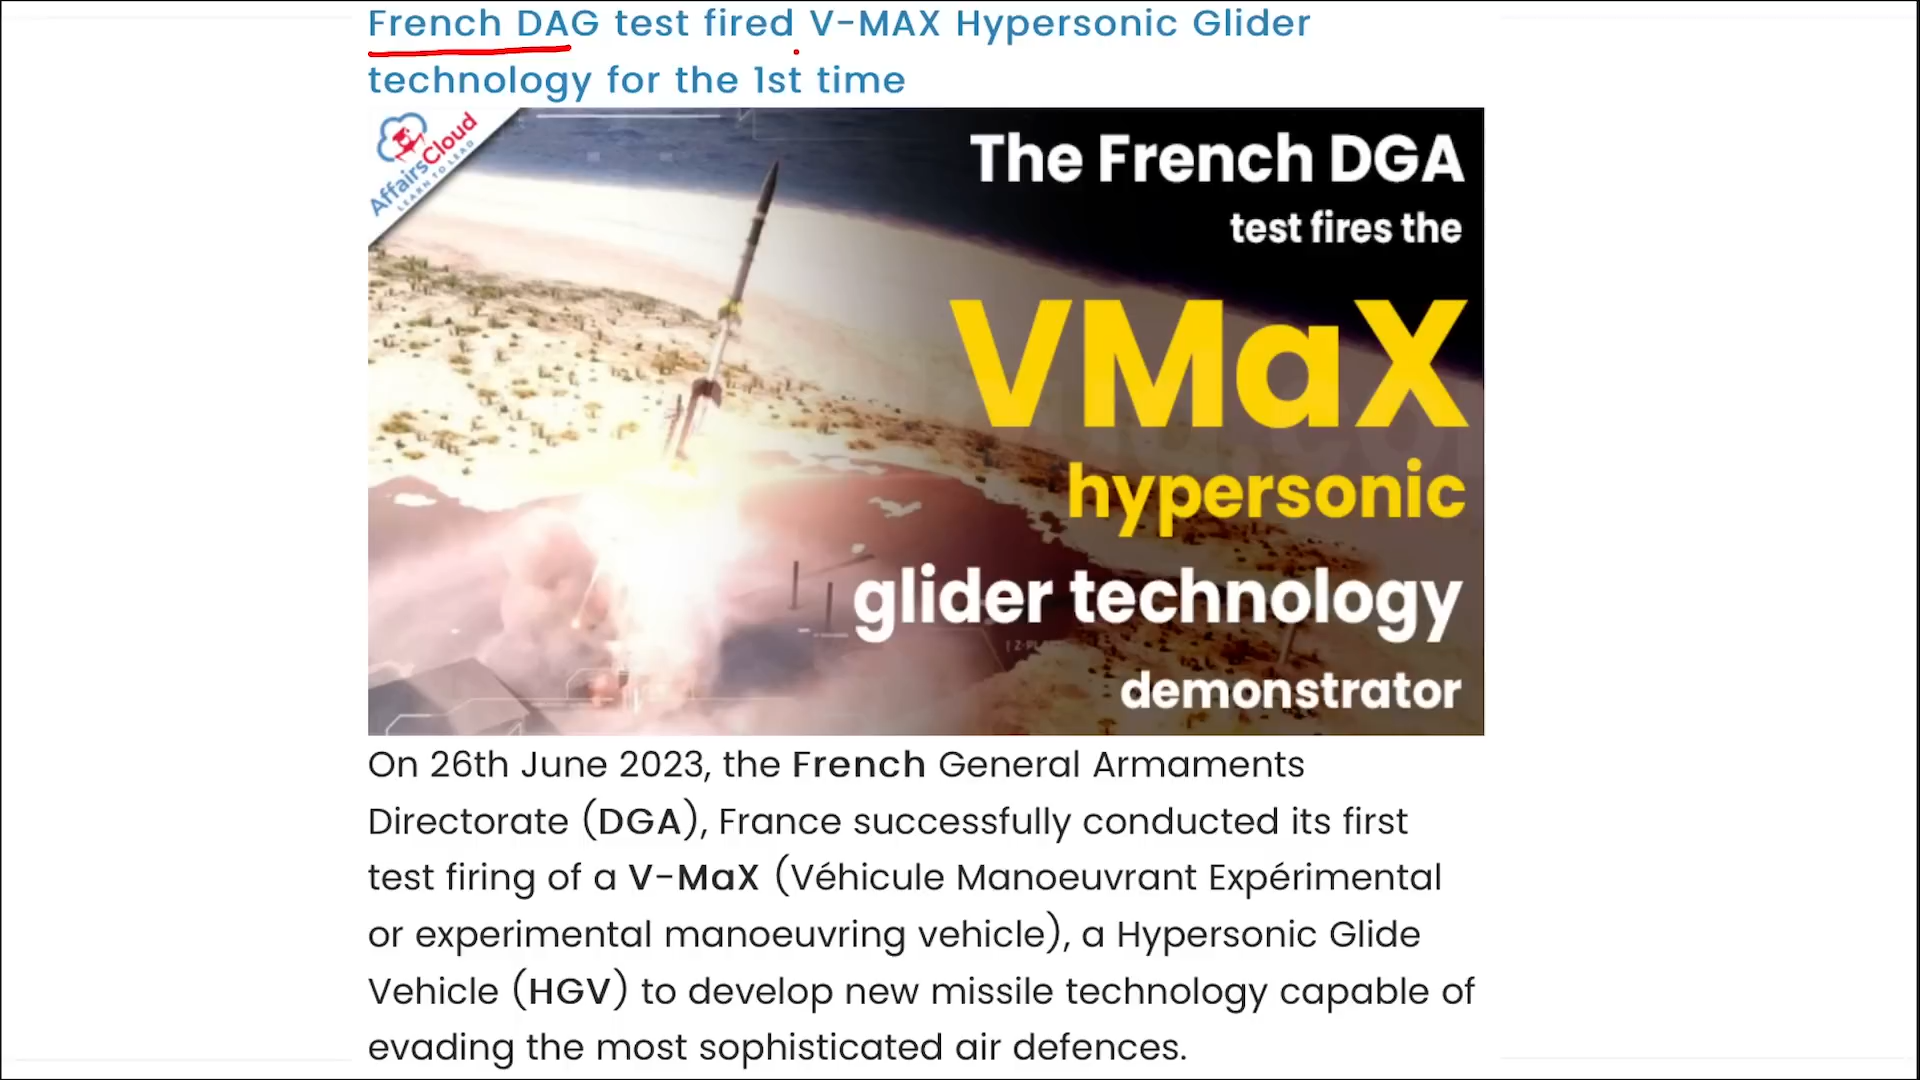 French DAG test fired V-MAX Hypersonic Glider
technology for the 1st time
AffairsCloud
LEARN TO LEAD
The French DGA
test fires the
VMaX
hypersonic
glider technology
demonstrator
On 26th June 2023, the French General Armaments
Directorate (DGA), France successfully conducted its first
test firing of a V-MaX (Véhicule Manoeuvrant Expérimental
or experimental manoeuvring vehicle), a Hypersonic Glide
Vehicle (HGV) to develop new missile technology capable of
evading the most sophisticated air defences.